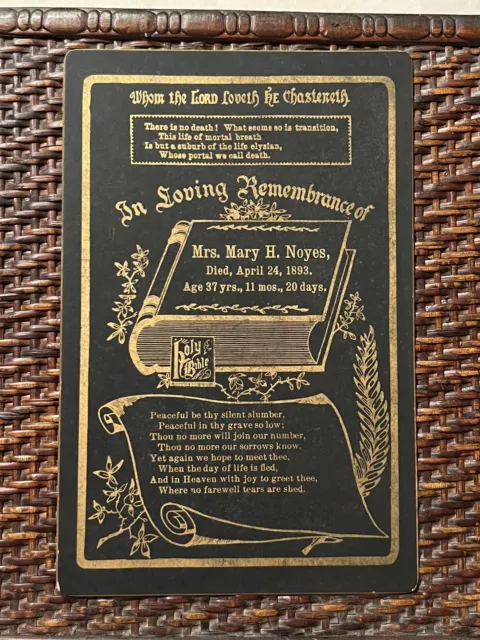 Whom the LORD Loveth HE Chasteneth.
There is no death! What seems so is transition,
This life of mortal breath
Is but a suburb of the life elysian,
Whose portal we call death.
In Loving Remembrance of
Mrs. Mary H. Noyes,
Died, April 24, 1893.
Age 37 yrs., 11 mos., 20 days.
Holy
Bible
Peaceful be thy silent slumber,
Peaceful in thy grave so low;
Thou no more will join our number,
Thou no more our sorrows know.
Yet again we hope to meet thee,
When the day of life is fled,
And in Heaven with joy to greet thee,
Where no farewell tears are shed.